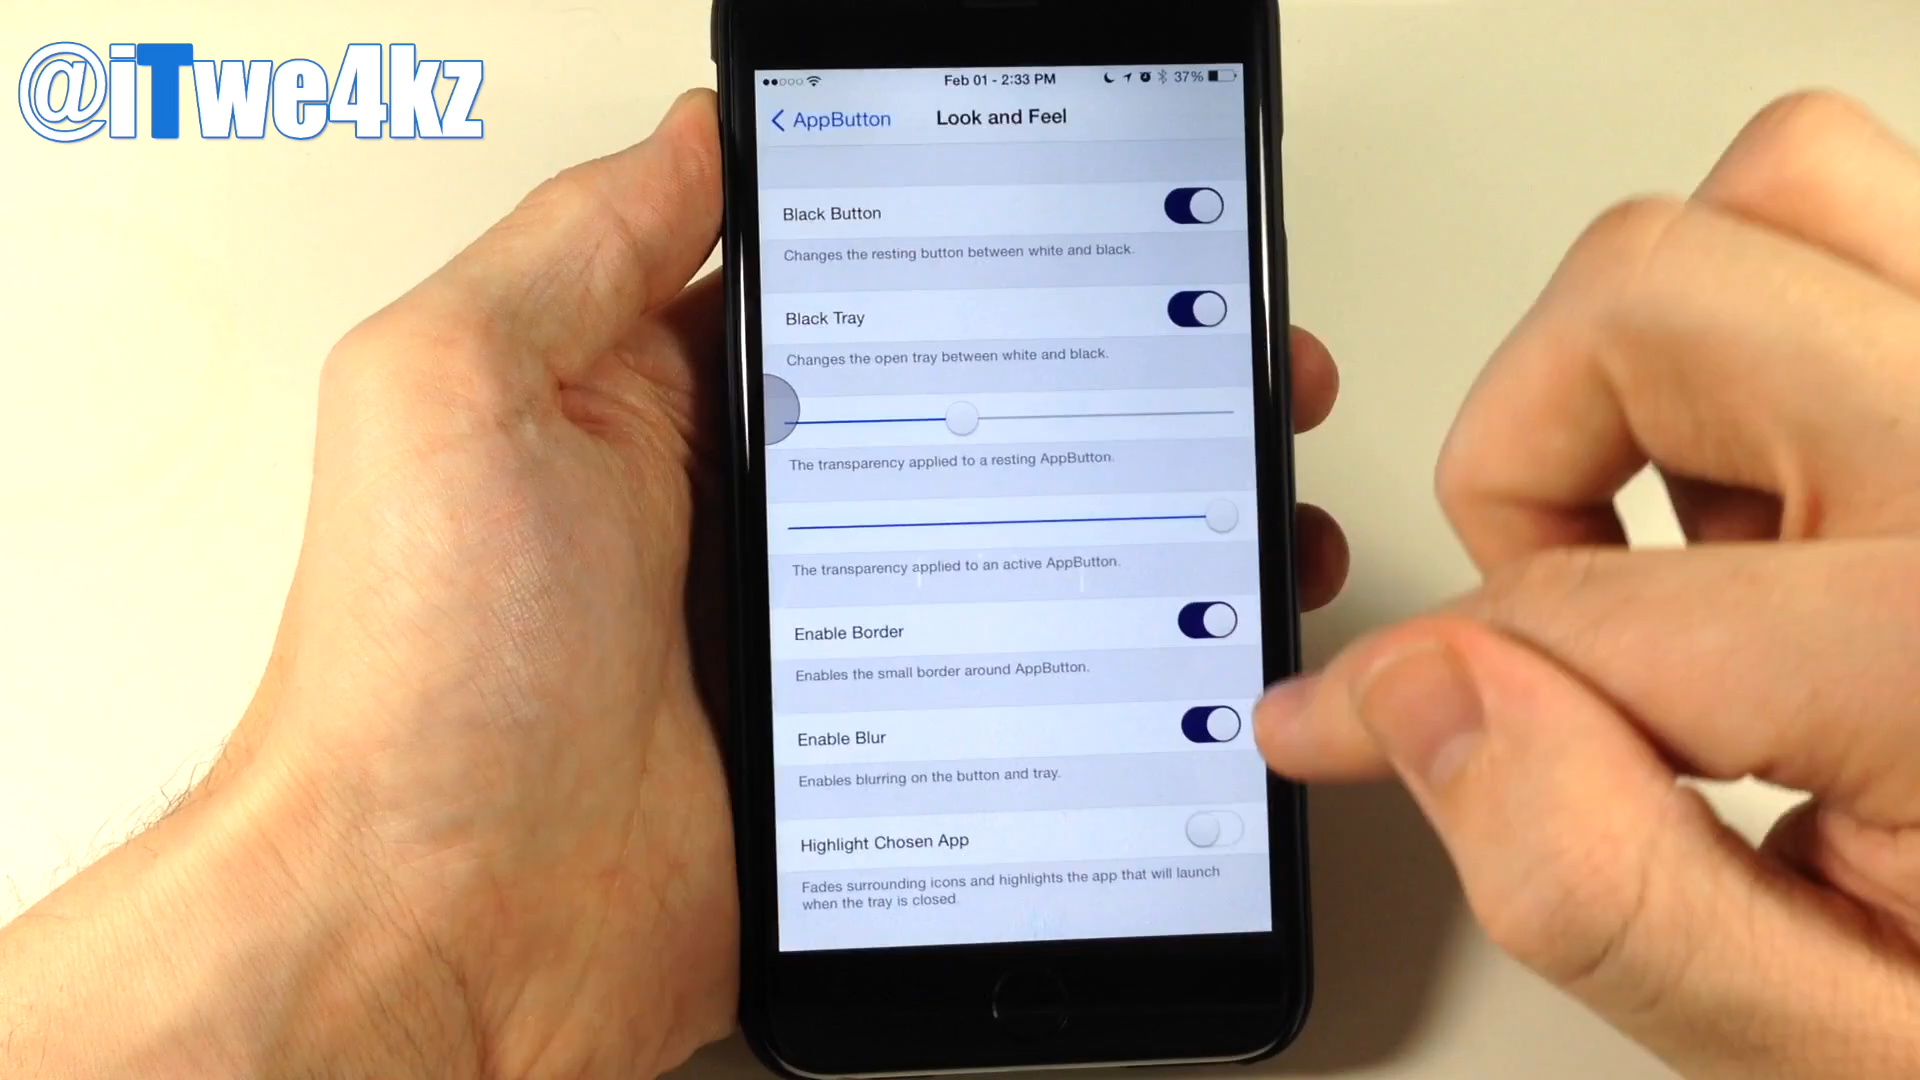 @iTwe4kz
Feb 01 - 2:33 PM
37%
AppButton
Look and Feel
Black Button
Changes the resting button between white and black.
Black Tray
Changes the open tray between white and black.
The transparency applied to a resting AppButton.
The transparency applied to an active AppButton.
Enable Border
Enables the small border around AppButton.
Enable Blur
Enables blurring on the button and tray.
Highlight Chosen App
Fades surrounding icons and highlights the app that will launch
when the tray is closed.